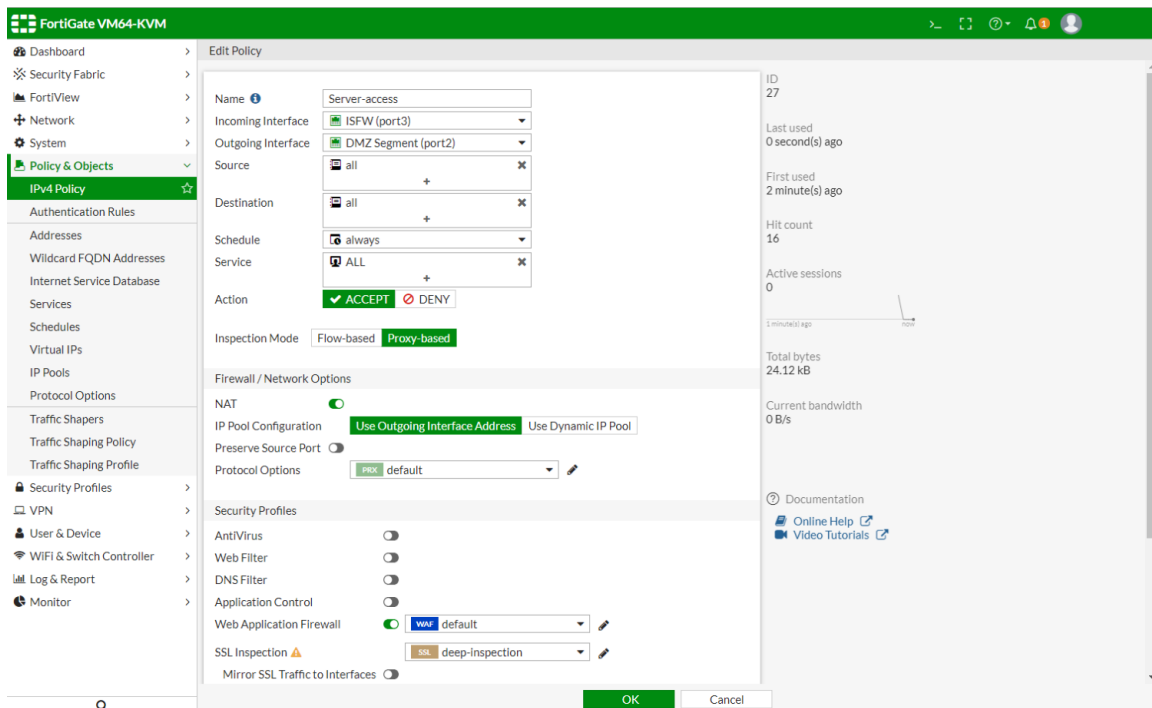 FortiGate VM64-KVM
1
Dashboard
Security Fabric
FortiView
Network
System
Policy & Objects
IPv4 Policy
Authentication Rules
Addresses
Wildcard FQDN Addresses
Internet Service Database
Services
Schedules
Virtual IPs
IP Pools
Protocol Options
Traffic Shapers
Traffic Shaping Policy
Traffic Shaping Profile
Security Profiles
VPN
User & Device
WiFi & Switch Controller
Log & Report
Monitor
Edit Policy
Name Server-access
Incoming Interface ISFW (port3)
Outgoing Interface DMZ Segment (port2)
Source all
+
Destination all
+
Schedule always
Service ALL
+
Action ACCEPT DENY
Inspection Mode Flow-based Proxy-based
Firewall / Network Options
NAT
IP Pool Configuration Use Outgoing Interface Address Use Dynamic IP Pool
Preserve Source Port
Protocol Options PRX default
Security Profiles
AntiVirus
Web Filter
DNS Filter
Application Control
Web Application Firewall WAF default
SSL Inspection SSL deep-inspection
Mirror SSL Traffic to Interfaces
OK Cancel
ID
27
Last used
0 second(s) ago
First used
2 minute(s) ago
Hit count
16
Active sessions
0
1 minute(s) ago now
Total bytes
24.12 kB
Current bandwidth
0 B/s
Documentation
Online Help
Video Tutorials